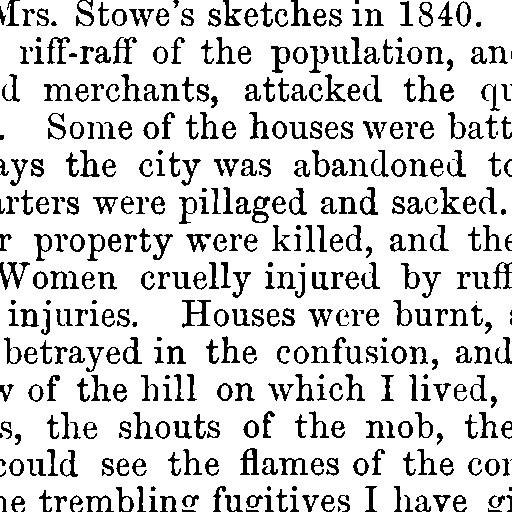 Mrs. Stowe's sketches in 1840.
riff-raff of the population, an
d merchants, attacked the qu
. Some of the houses were batt
ays the city was abandoned to
arters were pillaged and sacked.
r property were killed, and the
Women cruelly injured by ruff
injuries. Houses were burnt,
betrayed in the confusion, and
w of the hill on which I lived,
s, the shouts of the mob, the
could see the flames of the con
he trembling fugitives I have gi